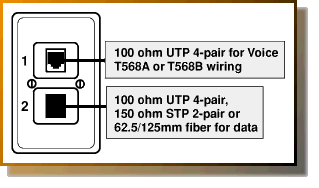 1
100 ohm UTP 4-pair for Voice
T568A or T568B wiring
2
100 ohm UTP 4-pair,
150 ohm STP 2-pair or
62.5/125mm fiber for data